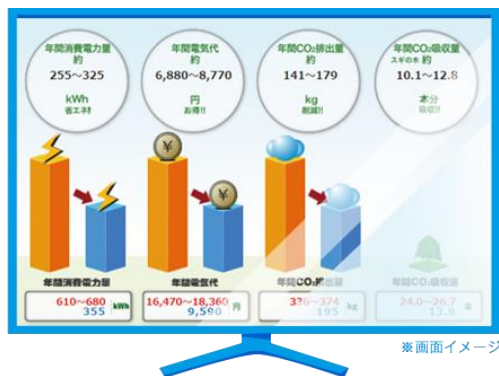 年間消費電力量
約
255～325
kWh
省エネ!!
年間電気代
約
6,880～8,770
円
お得!!
年間CO₂排出量
約
141～179
kg
削減!!
年間CO₂吸収量
スギの木 約
10.1～12.8
本分
吸収!!
¥
¥
年間消費電力量
610～680
355
kWh
年間電気代
16,470～18,360
9,590
円
年間CO₂排出量
336～374
195
kg
年間CO₂吸収量
24.0～26.7
13.9
※画面イメージ